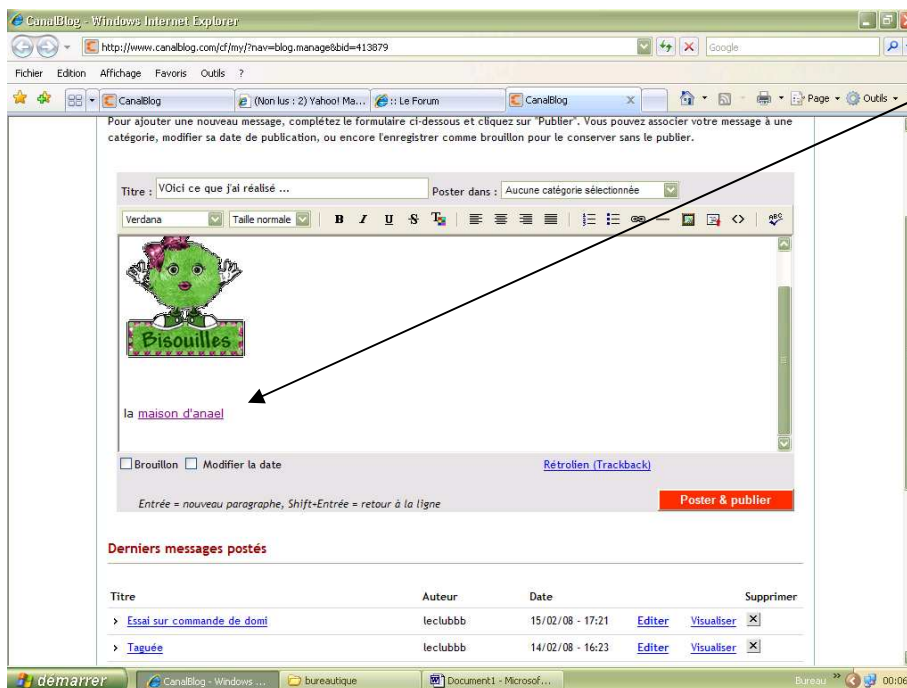 CanalBlog - Windows Internet Explorer
http://www.canalblog.com/cf/my/?nav=blog.manage&bid=413879
Google
Fichier Edition Affichage Favoris Outils ?
CanalBlog (Non lus : 2) Yahoo! Ma... :: Le Forum CanalBlog X Page Outils
Pour ajouter une nouveau message, complétez le formulaire ci-dessous et cliquez sur "Publier". Vous pouvez associer votre message à une
catégorie, modifier sa date de publication, ou encore l'enregistrer comme brouillon pour le conserver sans le publier.
Titre : VOici ce que j'ai réalisé ... Poster dans : Aucune catégorie sélectionnée
Verdana Taille normale B I U S T ABC
Bisouilles
la maison d'anael
Brouillon Modifier la date Rétrolien (Trackback)
Entrée = nouveau paragraphe, Shift+Entrée = retour à la ligne Poster & publier
Derniers messages postés
Titre Auteur Date Supprimer
Essai sur commande de domi leclubbb 15/02/08 - 17:21 Editer Visualiser X
Taguée leclubbb 14/02/08 - 16:23 Editer Visualiser X
démarrer CanalBlog - Windows ... bureautique Document1 - Microsof... Bureau » 00:06